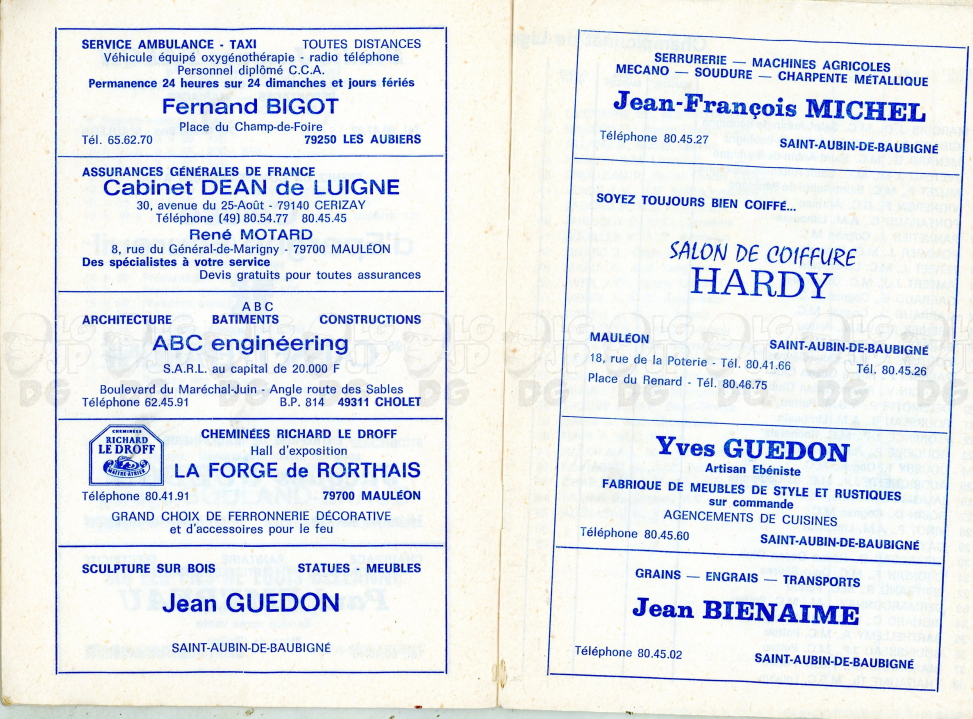 SERVICE AMBULANCE - TAXI TOUTES DISTANCES
Véhicule équipé oxygénothérapie - radio téléphone
Personnel diplômé C.C.A.
Permanence 24 heures sur 24 dimanches et jours fériés
Fernand BIGOT
Place du Champ-de-Foire
Tél. 65.62.70 79250 LES AUBIERS
ASSURANCES GÉNÉRALES DE FRANCE
Cabinet DEAN de LUIGNE
30, avenue du 25-Août - 79140 CERIZAY
Téléphone (49) 80.54.77 80.45.45
René MOTARD
8, rue du Général-de-Marigny - 79700 MAULÉON
Des spécialistes à votre service
Devis gratuits pour toutes assurances
A B C
ARCHITECTURE BATIMENTS CONSTRUCTIONS
ABC engineéring
S.A.R.L. au capital de 20.000 F
Boulevard du Maréchal-Juin - Angle route des Sables
Téléphone 62.45.91 B.P. 814 49311 CHOLET
CHEMINÉES
RICHARD
LE DROFF
MAÎTRE ÂTRIER
CHEMINÉES RICHARD LE DROFF
Hall d'exposition
LA FORGE de RORTHAIS
Téléphone 80.41.91 79700 MAULÉON
GRAND CHOIX DE FERRONNERIE DÉCORATIVE
et d'accessoires pour le feu
SCULPTURE SUR BOIS STATUES - MEUBLES
Jean GUEDON
SAINT-AUBIN-DE-BAUBIGNÉ
SERRURERIE — MACHINES AGRICOLES
MECANO — SOUDURE — CHARPENTE MÉTALLIQUE
Jean-François MICHEL
Téléphone 80.45.27 SAINT-AUBIN-DE-BAUBIGNÉ
SOYEZ TOUJOURS BIEN COIFFÉ...
SALON DE COIFFURE
HARDY
MAULÉON SAINT-AUBIN-DE-BAUBIGNÉ
18, rue de la Poterie - Tél. 80.41.66 Tél. 80.45.26
Place du Renard - Tél. 80.46.75
Yves GUEDON
Artisan Ebéniste
FABRIQUE DE MEUBLES DE STYLE ET RUSTIQUES
sur commande
AGENCEMENTS DE CUISINES
Téléphone 80.45.60 SAINT-AUBIN-DE-BAUBIGNÉ
GRAINS — ENGRAIS — TRANSPORTS
Jean BIENAIME
Téléphone 80.45.02 SAINT-AUBIN-DE-BAUBIGNÉ